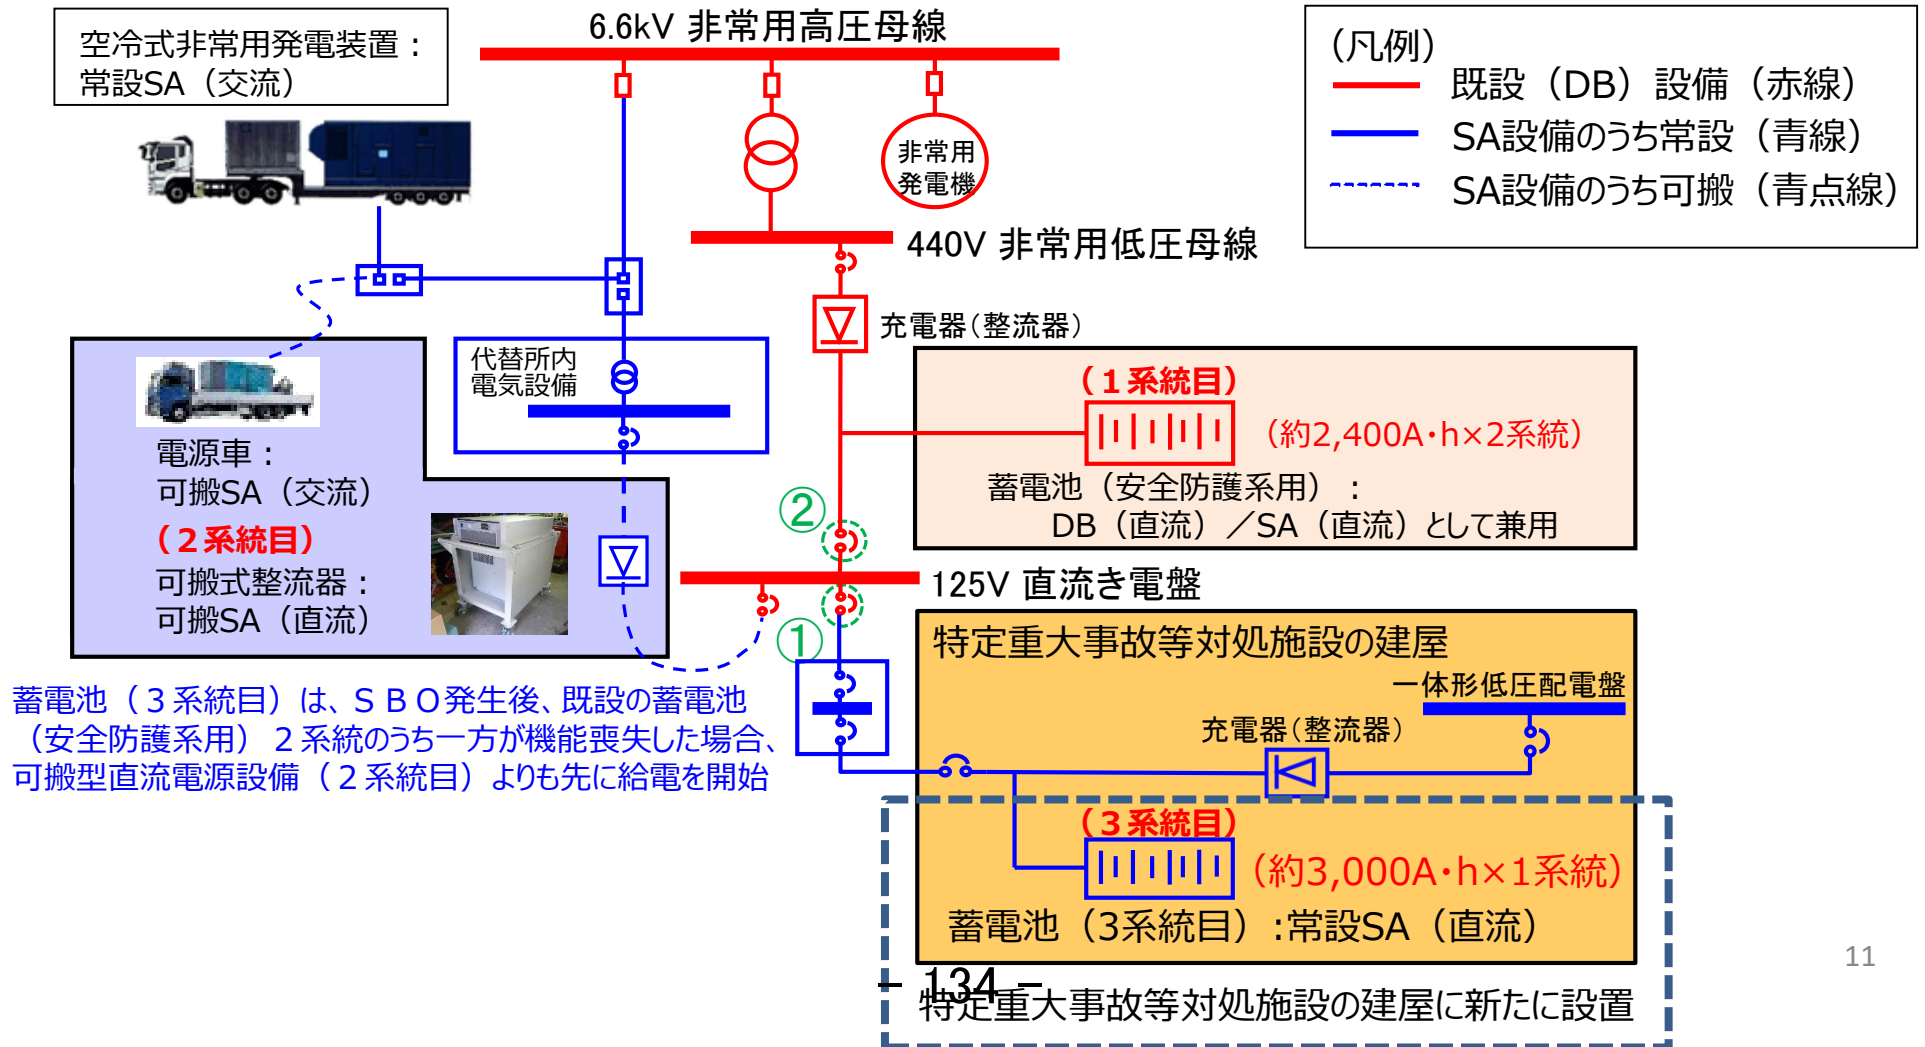 空冷式非常用発電装置：
常設SA（交流）
6.6kV 非常用高圧母線
（凡例）
既設（DB）設備（赤線）
SA設備のうち常設（青線）
SA設備のうち可搬（青点線）
非常用
発電機
440V 非常用低圧母線
充電器（整流器）
代替所内
電気設備
電源車：
可搬SA（交流）
（２系統目）
可搬式整流器：
可搬SA（直流）
（１系統目）
（約2,400A・h×2系統）
蓄電池（安全防護系用）：
DB（直流）／SA（直流）として兼用
②
125V 直流き電盤
①
特定重大事故等対処施設の建屋
一体形低圧配電盤
充電器（整流器）
（３系統目）
（約3,000A・h×1系統）
蓄電池（3系統目）:常設SA（直流）
特定重大事故等対処施設の建屋に新たに設置
蓄電池（３系統目）は、ＳＢＯ発生後、既設の蓄電池
（安全防護系用）２系統のうち一方が機能喪失した場合、
可搬型直流電源設備（２系統目）よりも先に給電を開始
- 134 -
11